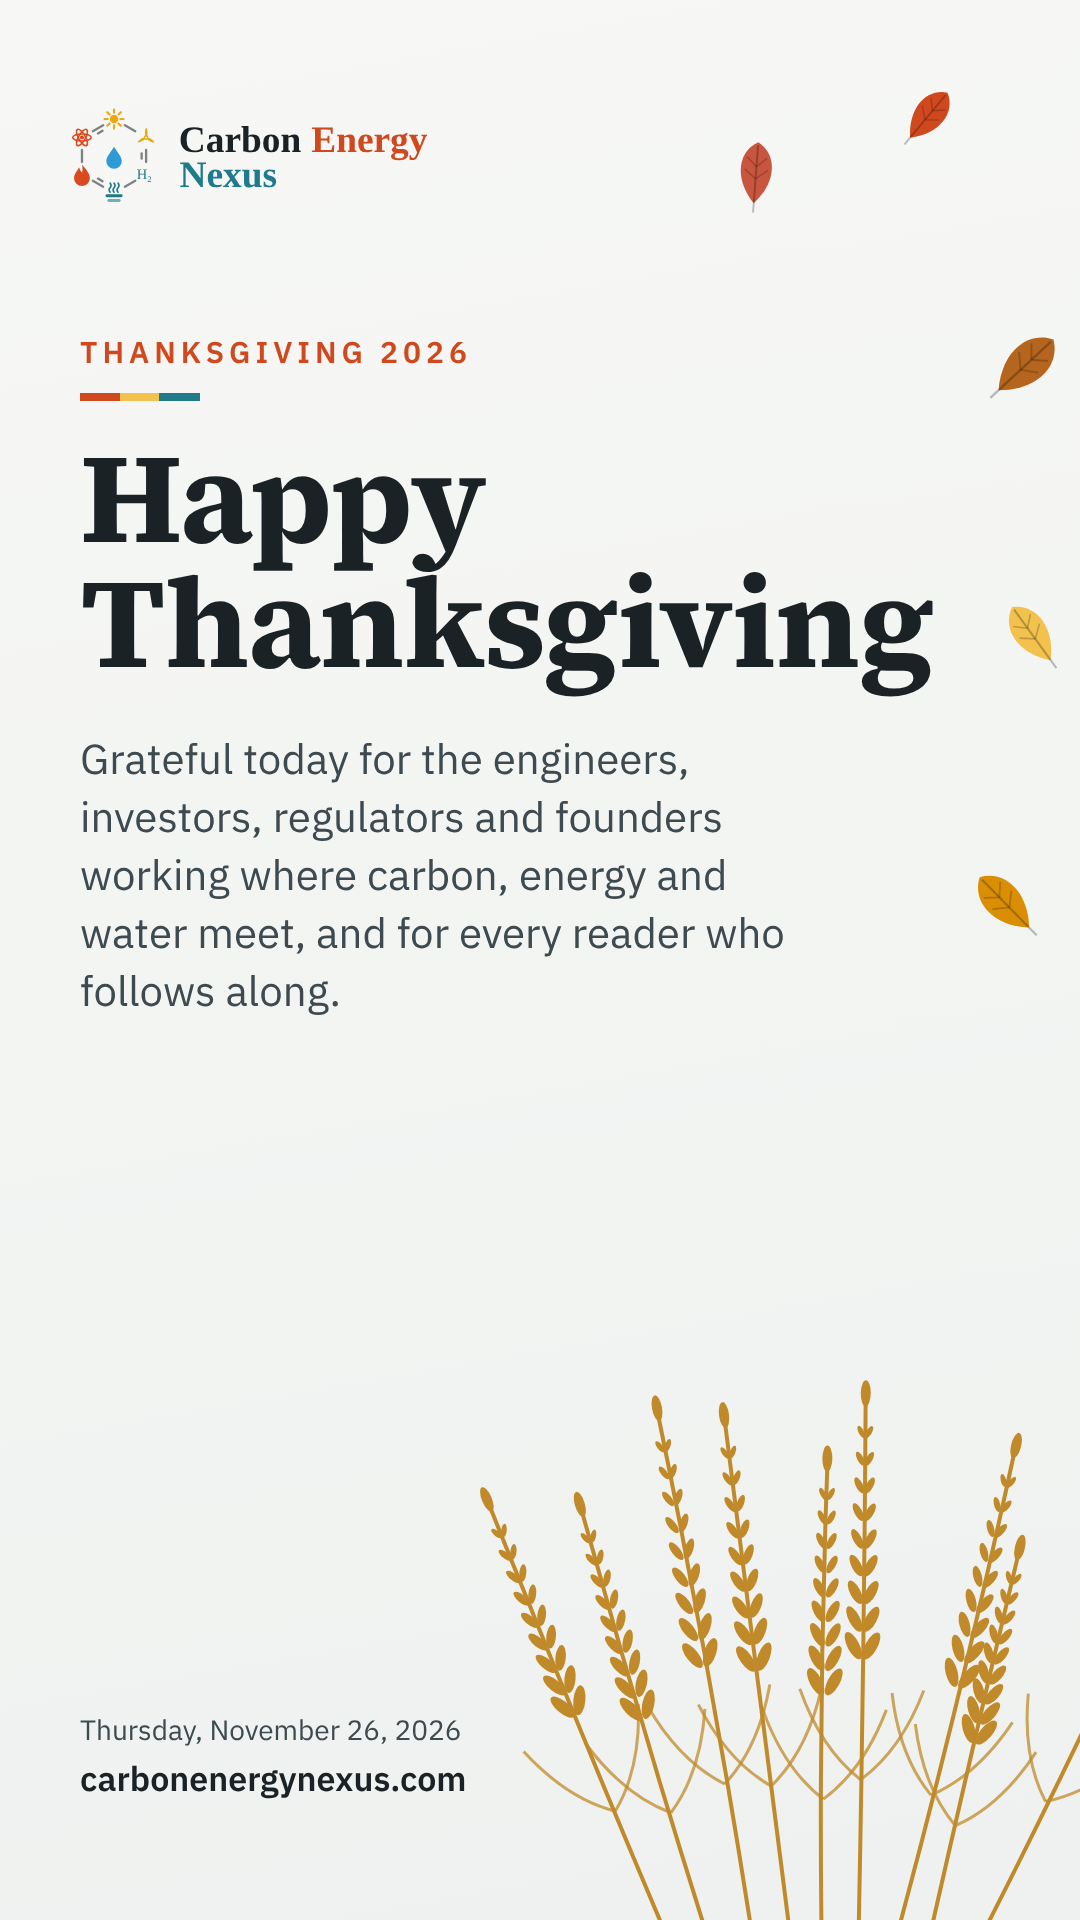 Carbon Energy
Nexus
H₂
THANKSGIVING 2026
Happy
Thanksgiving
Grateful today for the engineers,
investors, regulators and founders
working where carbon, energy and
water meet, and for every reader who
follows along.
Thursday, November 26, 2026
carbonenergynexus.com